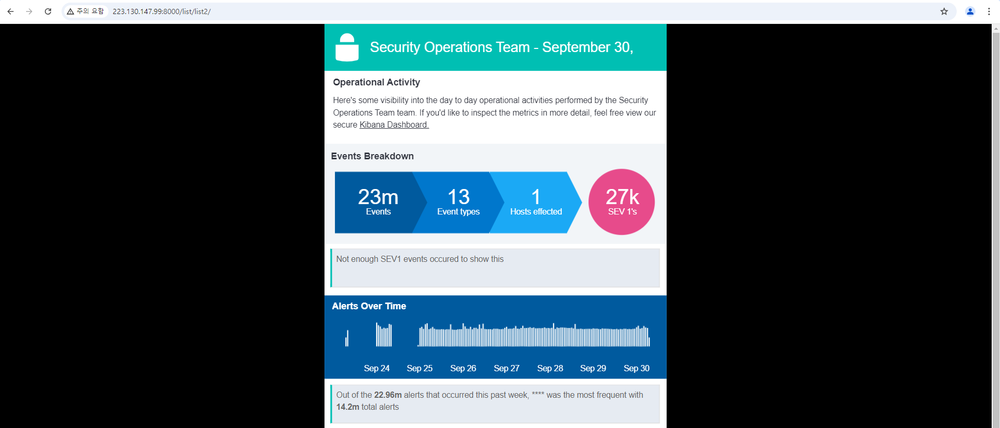 주의 요함
223.130.147.99:8000/list/list2/
Security Operations Team - September 30,
Operational Activity
Here's some visibility into the day to day operational activities performed by the Security
Operations Team team. If you'd like to inspect the metrics in more detail, feel free view our
secure Kibana Dashboard.
Events Breakdown
23m
Events
13
Event types
1
Hosts effected
27k
SEV 1's
Not enough SEV1 events occured to show this
Alerts Over Time
Sep 24
Sep 25
Sep 26
Sep 27
Sep 28
Sep 29
Sep 30
Out of the 22.96m alerts that occurred this past week, **** was the most frequent with
14.2m total alerts